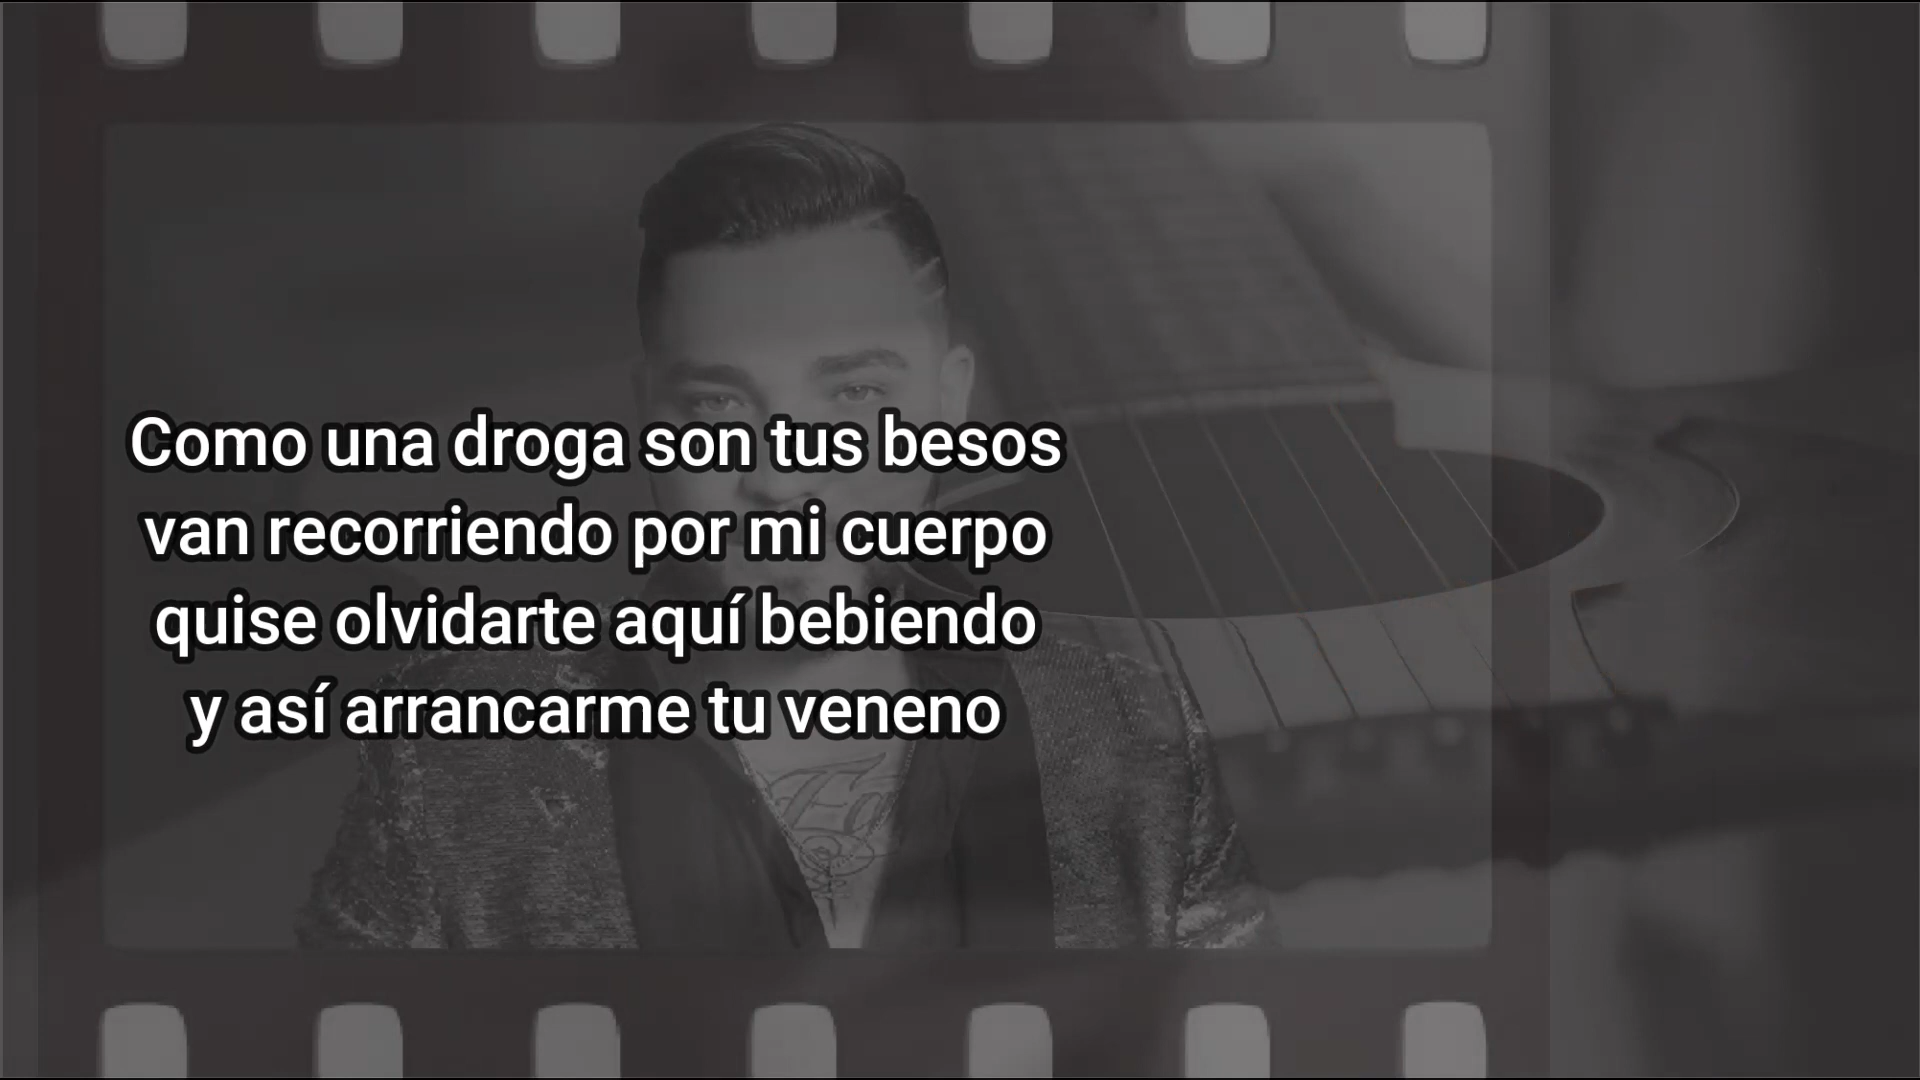 Como una droga son tus besos
van recorriendo por mi cuerpo
quise olvidarte aquí bebiendo
y así arrancarme tu veneno